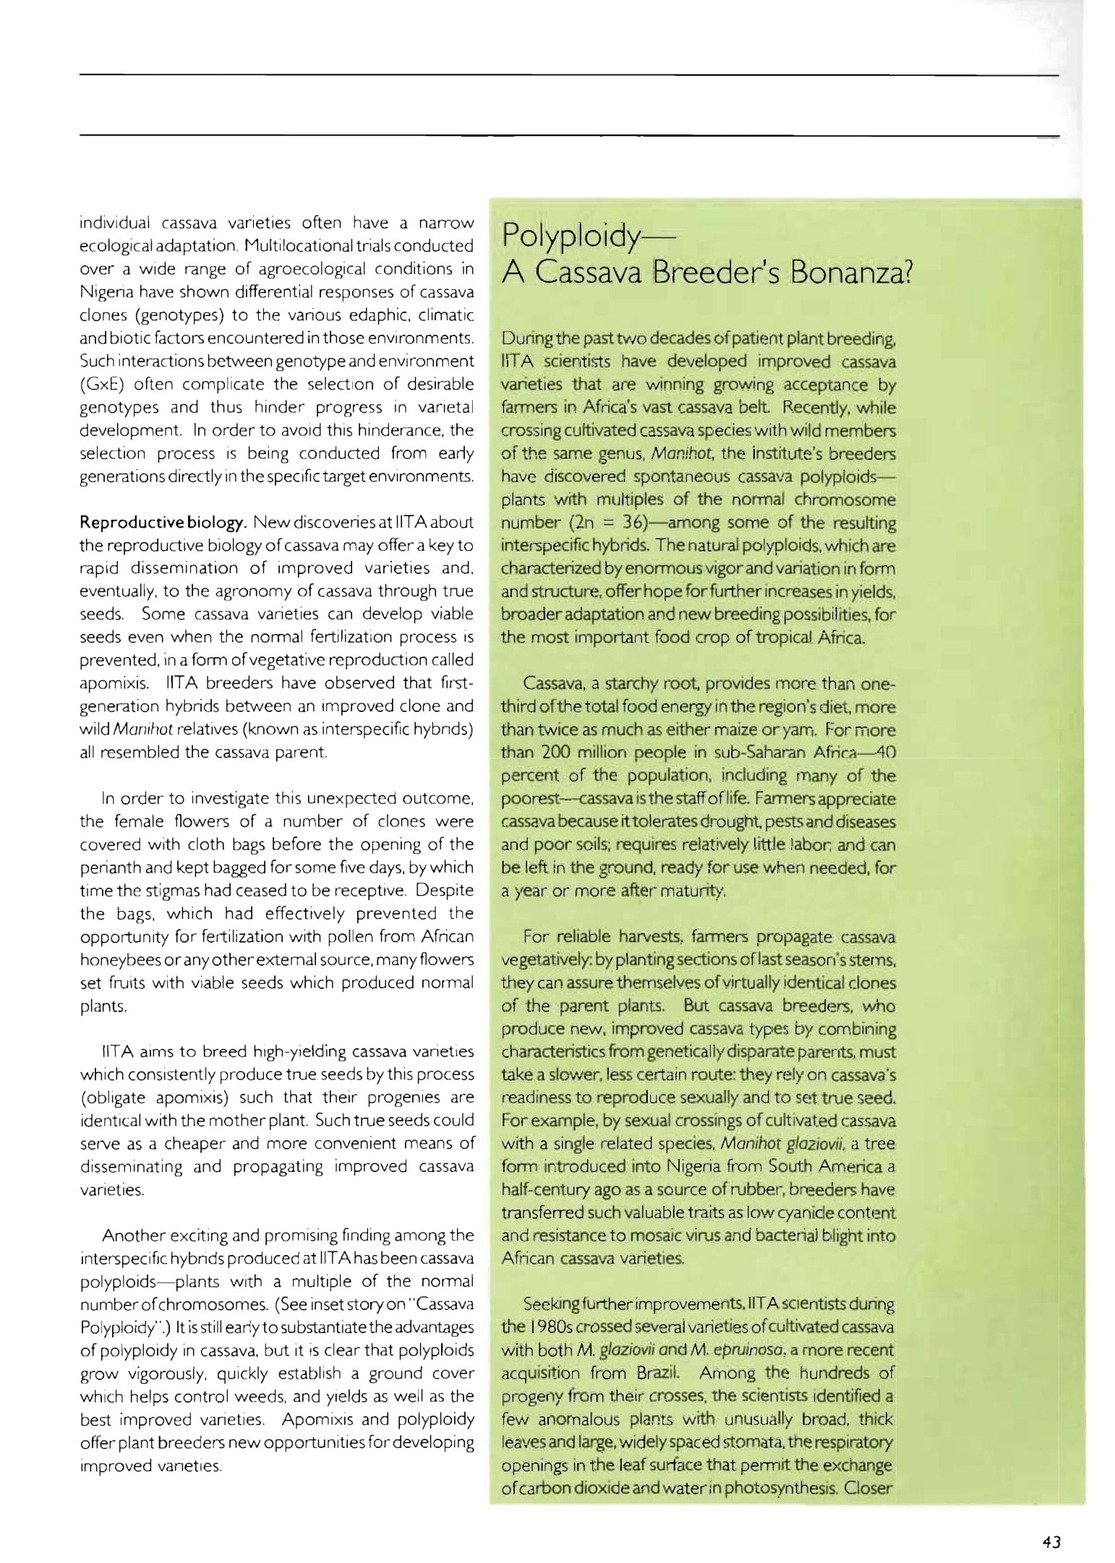 individual cassava varieties often have a narrow
ecological adaptation. Multilocational trials conducted
over a wide range of agroecological conditions in
Nigeria have shown differential responses of cassava
clones (genotypes) to the various edaphic, climatic
and biotic factors encountered in those environments.
Such interactions between genotype and environment
(GxE) often complicate the selection of desirable
genotypes and thus hinder progress in varietal
development. In order to avoid this hinderance, the
selection process is being conducted from early
generations directly in the specific target environments.
Reproductive biology. New discoveries at IITA about
the reproductive biology of cassava may offer a key to
rapid dissemination of improved varieties and,
eventually, to the agronomy of cassava through true
seeds. Some cassava varieties can develop viable
seeds even when the normal fertilization process is
prevented, in a form of vegetative reproduction called
apomixis. IITA breeders have observed that first-
generation hybrids between an improved clone and
wild Manihot relatives (known as interspecific hybrids)
all resembled the cassava parent.
In order to investigate this unexpected outcome,
the female flowers of a number of clones were
covered with cloth bags before the opening of the
perianth and kept bagged for some five days, by which
time the stigmas had ceased to be receptive. Despite
the bags, which had effectively prevented the
opportunity for fertilization with pollen from African
honeybees or any other external source, many flowers
set fruits with viable seeds which produced normal
plants.
IITA aims to breed high-yielding cassava varieties
which consistently produce true seeds by this process
(obligate apomixis) such that their progenies are
identical with the mother plant. Such true seeds could
serve as a cheaper and more convenient means of
disseminating and propagating improved cassava
varieties.
Another exciting and promising finding among the
interspecific hybrids produced at IITA has been cassava
polyploids—plants with a multiple of the normal
number of chromosomes. (See inset story on "Cassava
Polyploidy".) It is still early to substantiate the advantages
of polyploidy in cassava, but it is clear that polyploids
grow vigorously, quickly establish a ground cover
which helps control weeds, and yields as well as the
best improved varieties. Apomixis and polyploidy
offer plant breeders new opportunities for developing
improved varieties.
Polyploidy—
A Cassava Breeder's Bonanza?
During the past two decades of patient plant breeding,
IITA scientists have developed improved cassava
varieties that are winning growing acceptance by
farmers in Africa's vast cassava belt. Recently, while
crossing cultivated cassava species with wild members
of the same genus, Manihot, the institute's breeders
have discovered spontaneous cassava polyploids—
plants with multiples of the normal chromosome
number (2n = 36)—among some of the resulting
interspecific hybrids. The natural polyploids, which are
characterized by enormous vigor and variation in form
and structure, offer hope for further increases in yields,
broader adaptation and new breeding possibilities, for
the most important food crop of tropical Africa.
Cassava, a starchy root, provides more than one-
third of the total food energy in the region's diet, more
than twice as much as either maize or yam. For more
than 200 million people in sub-Saharan Africa—40
percent of the population, including many of the
poorest—cassava is the staff of life. Farmers appreciate
cassava because it tolerates drought, pests and diseases
and poor soils; requires relatively little labor; and can
be left in the ground, ready for use when needed, for
a year or more after maturity.
For reliable harvests, farmers propagate cassava
vegetatively: by planting sections of last season's stems,
they can assure themselves of virtually identical clones
of the parent plants. But cassava breeders, who
produce new, improved cassava types by combining
characteristics from genetically disparate parents, must
take a slower, less certain route: they rely on cassava's
readiness to reproduce sexually and to set true seed.
For example, by sexual crossings of cultivated cassava
with a single related species, Manihot glaziovii, a tree
form introduced into Nigeria from South America a
half-century ago as a source of rubber, breeders have
transferred such valuable traits as low cyanide content
and resistance to mosaic virus and bacterial blight into
African cassava varieties.
Seeking further improvements, IITA scientists during
the 1980s crossed several varieties of cultivated cassava
with both M. glaziovii and M. epruinosa, a more recent
acquisition from Brazil. Among the hundreds of
progeny from their crosses, the scientists identified a
few anomalous plants with unusually broad, thick
leaves and large, widely spaced stomata, the respiratory
openings in the leaf surface that permit the exchange
of carbon dioxide and water in photosynthesis. Closer
43